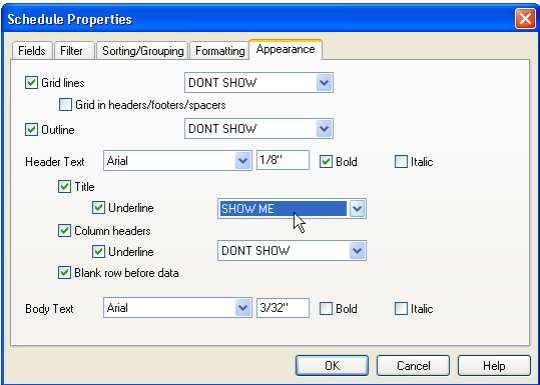 Schedule Properties
Fields Filter Sorting/Grouping Formatting Appearance
Grid lines DONT SHOW
Grid in headers/footers/spacers
Outline DONT SHOW
Header Text Arial 1/8" Bold Italic
Title
Underline SHOW ME
Column headers
Underline DONT SHOW
Blank row before data
Body Text Arial 3/32" Bold Italic
OK Cancel Help